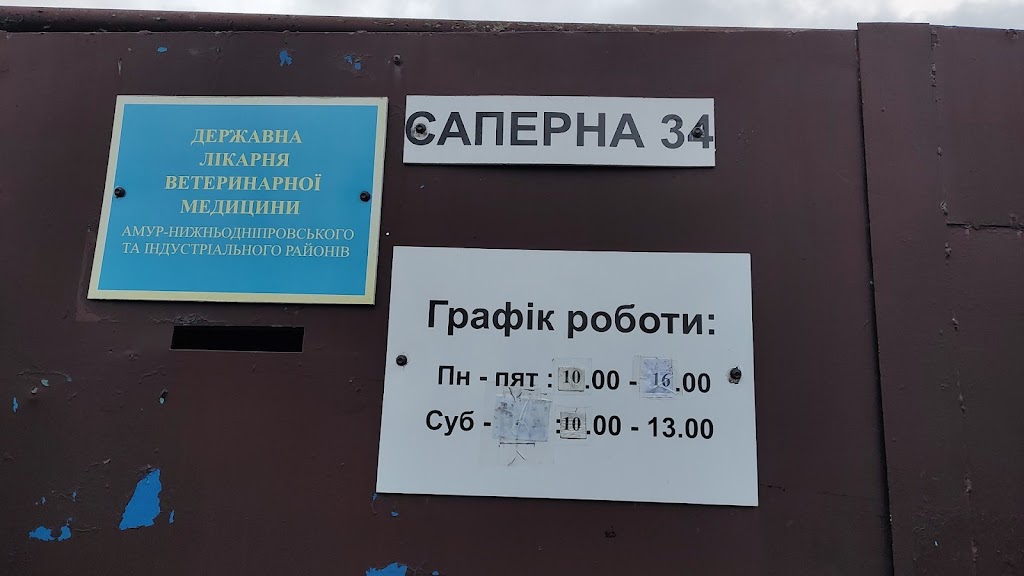 ДЕРЖАВНА
ЛІКАРНЯ
ВЕТЕРИНАРНОЇ
МЕДИЦИНИ
АМУР-НИЖНЬОДНІПРОВСЬКОГО
ТА ІНДУСТРІАЛЬНОГО РАЙОНІВ
САПЕРНА 34
Графік роботи:
Пн - пят : 10.00 - 16.00
Суб - :10.00 - 13.00